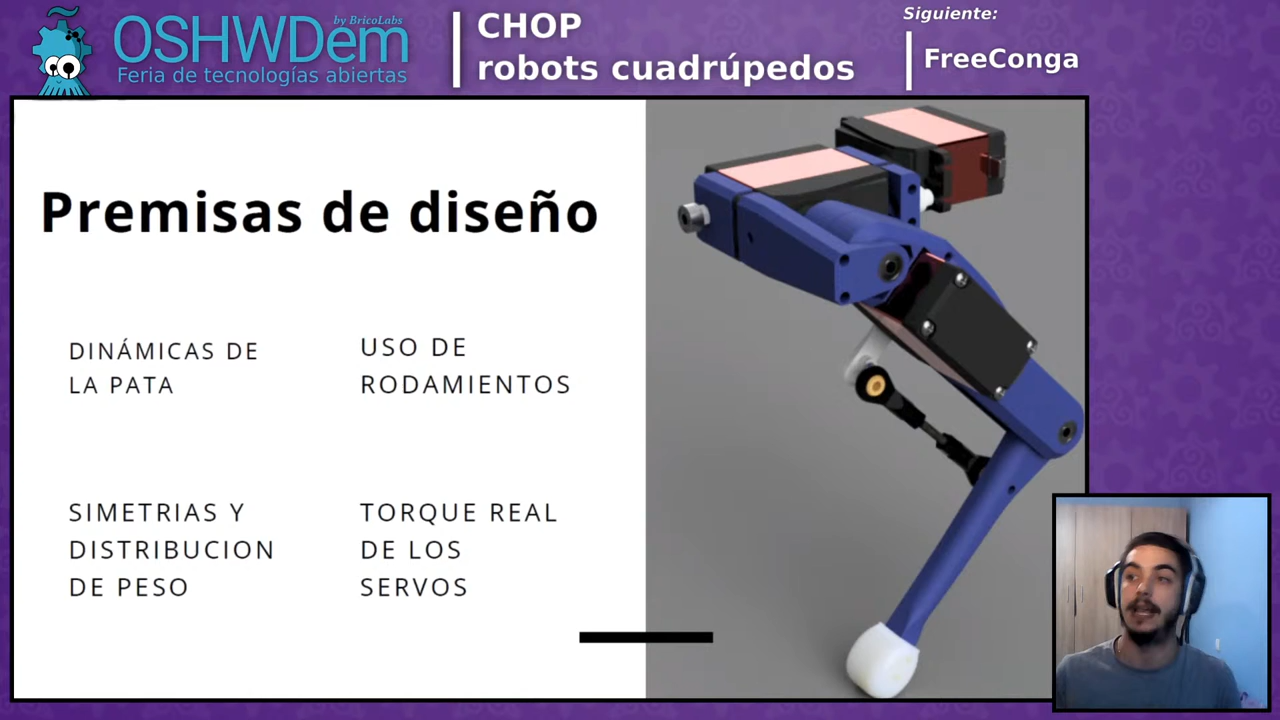 by BricoLabs
OSHWDem
Feria de tecnologías abiertas
CHOP
robots cuadrúpedos
Siguiente:
FreeConga
Premisas de diseño
DINÁMICAS DE
LA PATA
USO DE
RODAMIENTOS
SIMETRIAS Y
DISTRIBUCION
DE PESO
TORQUE REAL
DE LOS
SERVOS